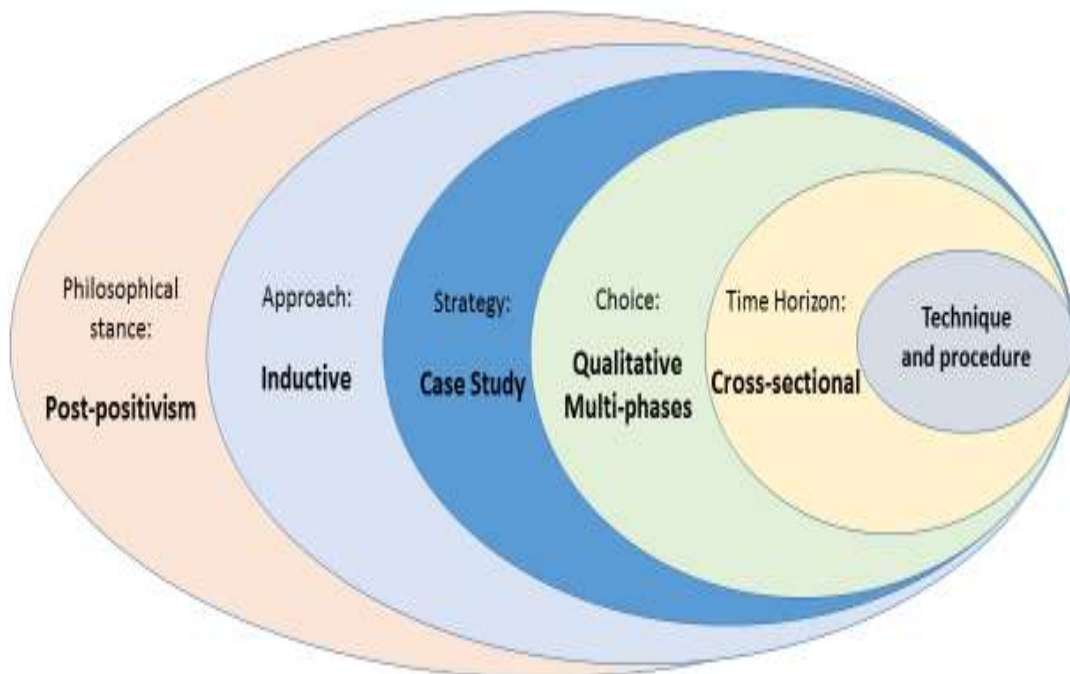 Philosophical
stance:
Post-positivism
Approach:
Inductive
Strategy:
Case Study
Choice:
Qualitative
Multi-phases
Time Horizon:
Cross-sectional
Technique
and procedure